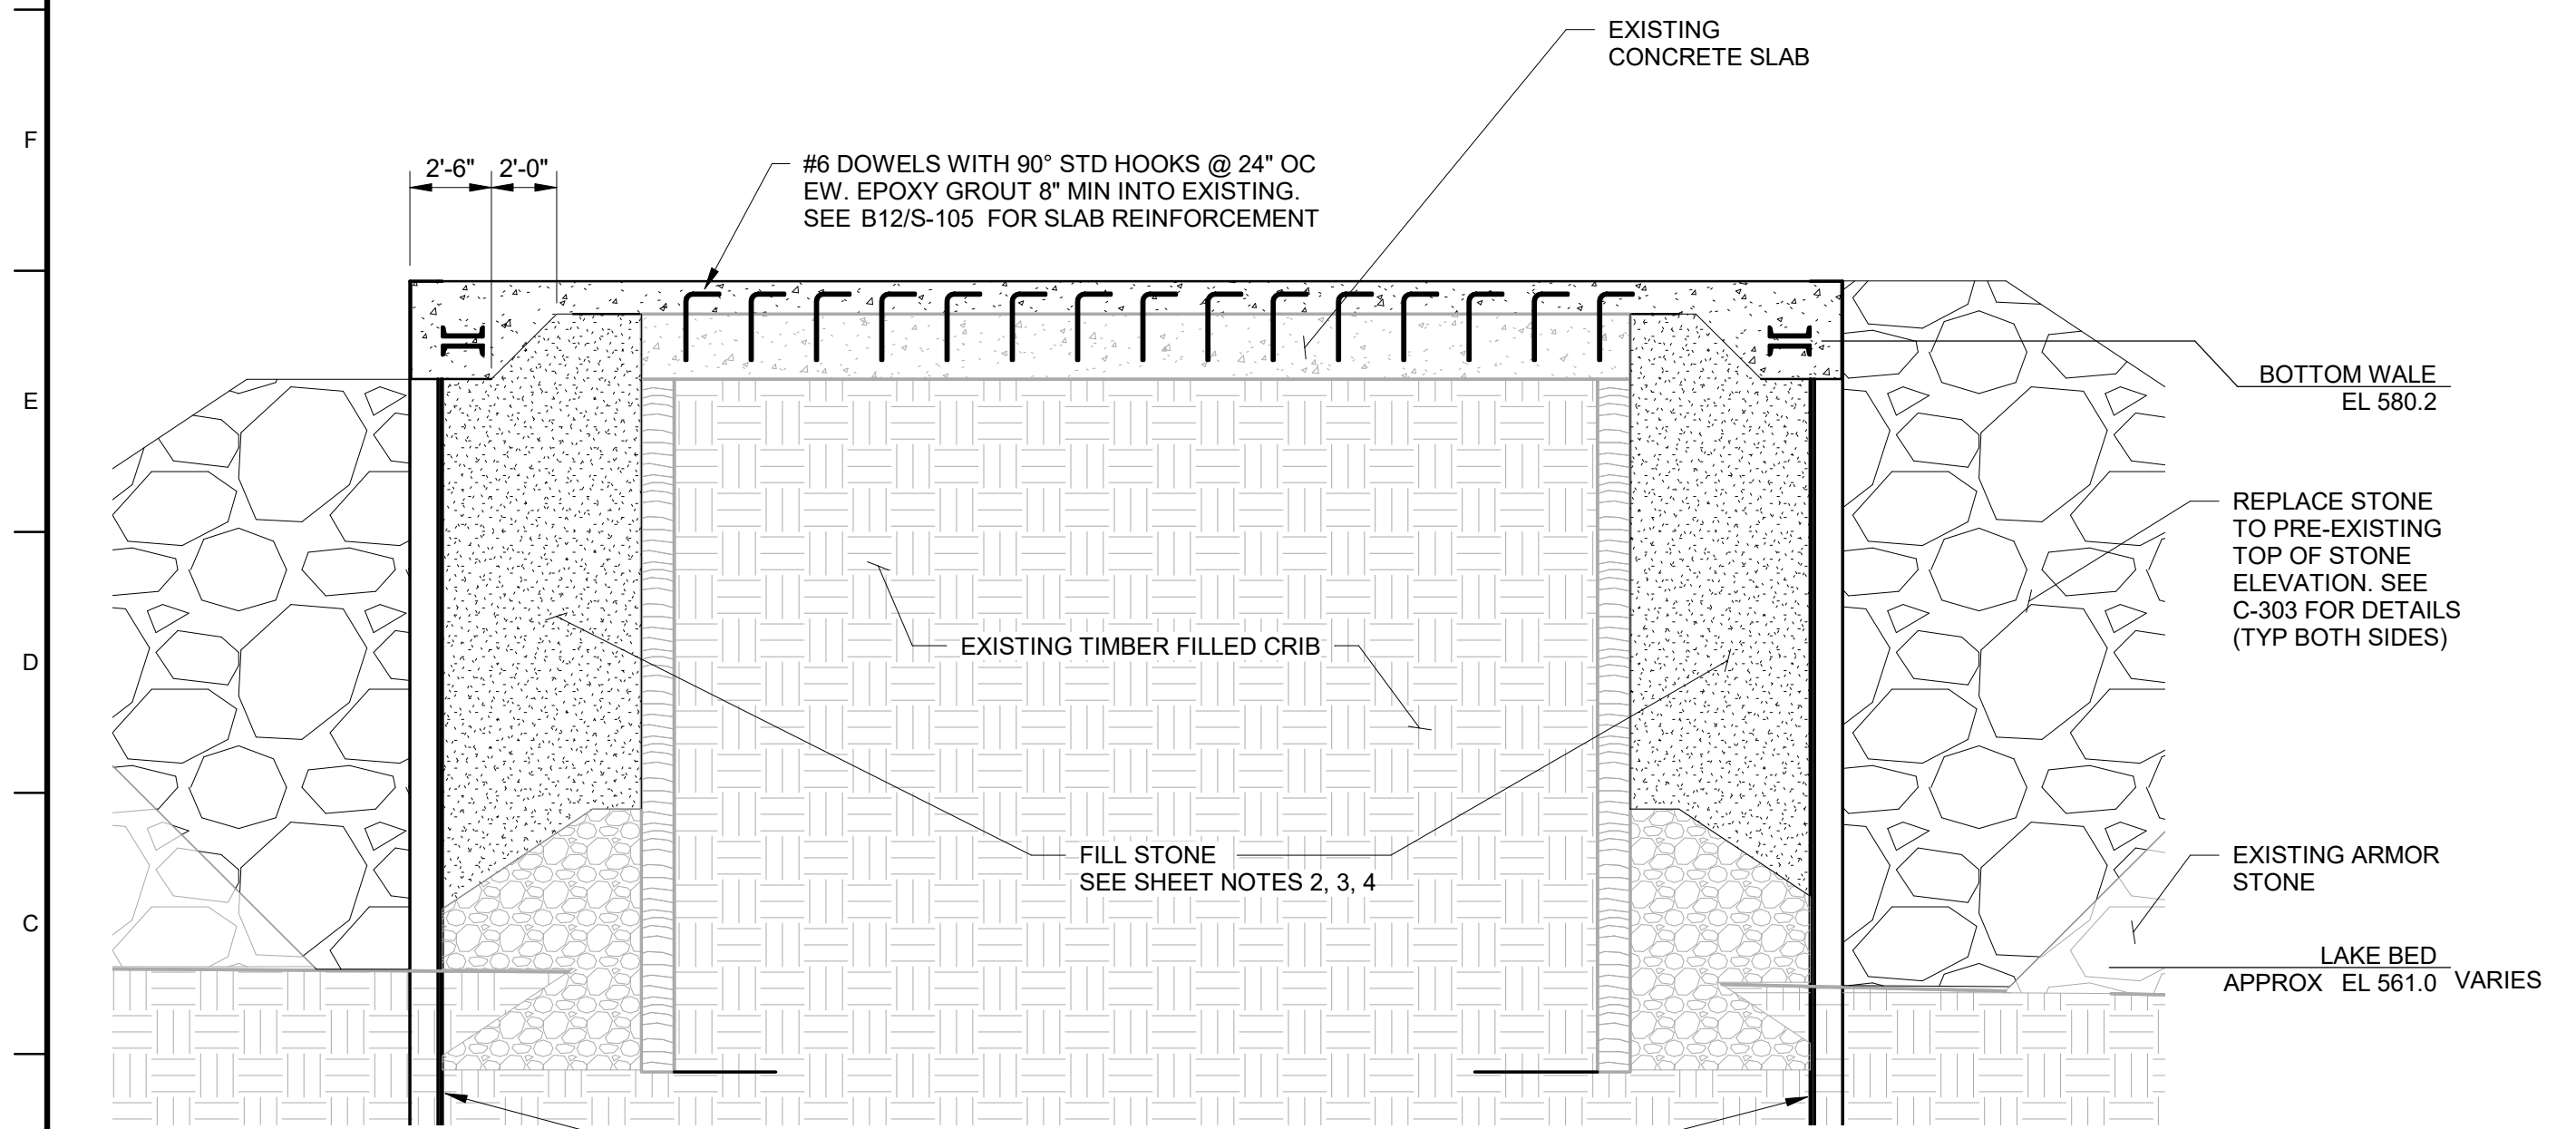 EXISTING
CONCRETE SLAB
F
2'-6"
2'-0"
#6 DOWELS WITH 90° STD HOOKS @ 24" OC
EW. EPOXY GROUT 8" MIN INTO EXISTING.
SEE B12/S-105 FOR SLAB REINFORCEMENT
E
BOTTOM WALE
EL 580.2
REPLACE STONE
TO PRE-EXISTING
TOP OF STONE
ELEVATION. SEE
C-303 FOR DETAILS
(TYP BOTH SIDES)
D
EXISTING TIMBER FILLED CRIB
FILL STONE
SEE SHEET NOTES 2, 3, 4
EXISTING ARMOR
STONE
C
LAKE BED
APPROX EL 561.0 VARIES